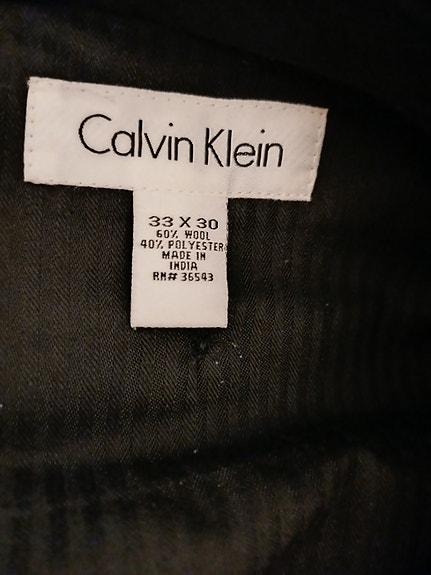 Calvin Klein
33 X 30
60% WOOL
40% POLYESTER
MADE IN
INDIA
RN# 36543